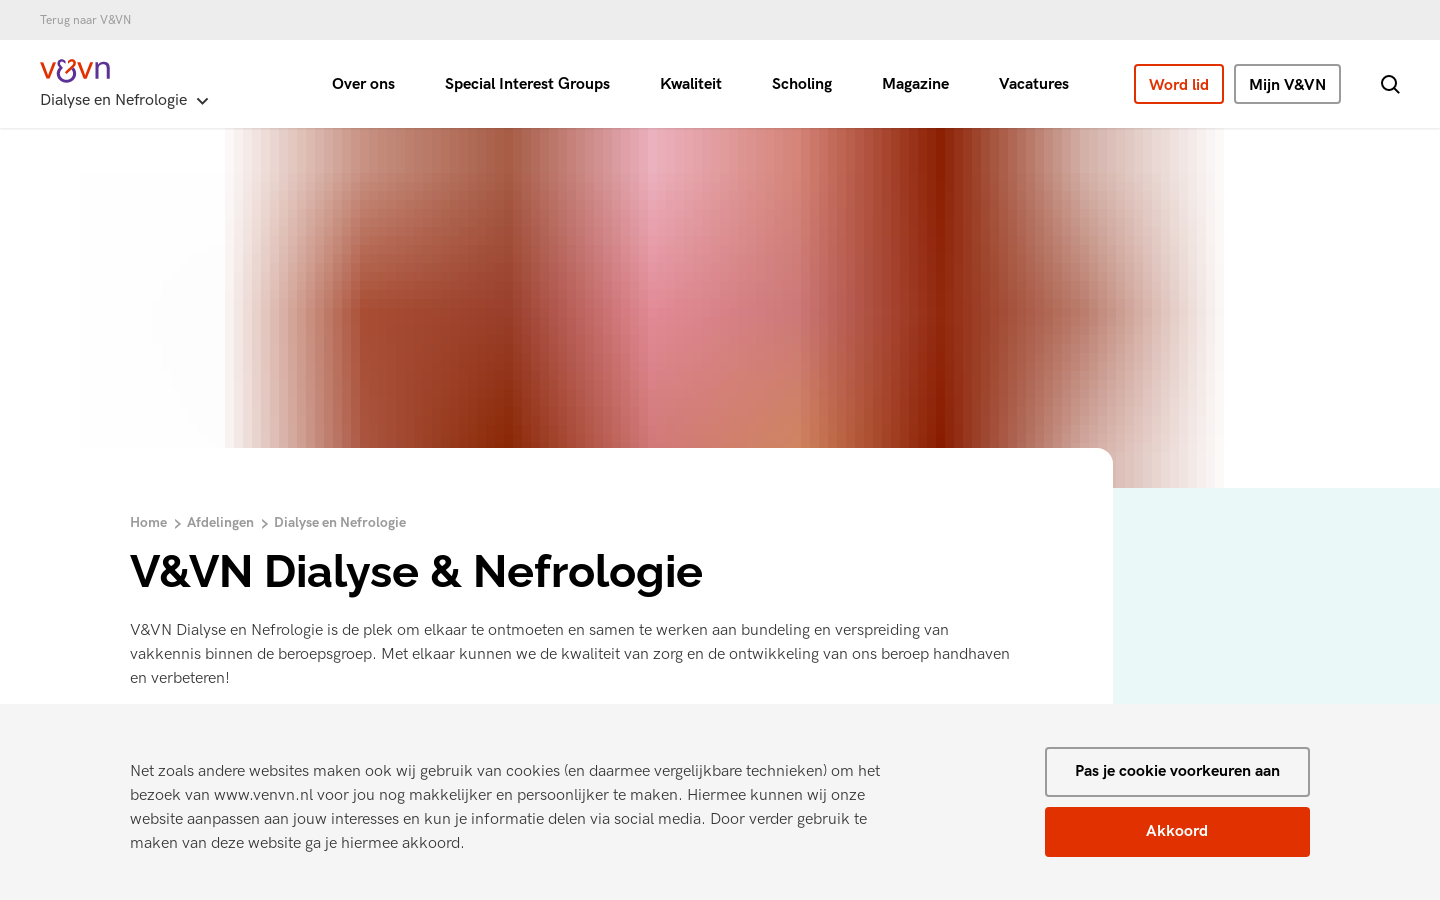 Terug naar V&VN
v&vn
Dialyse en Nefrologie
Over ons
Special Interest Groups
Kwaliteit
Scholing
Magazine
Vacatures
Word lid
Mijn V&VN
Home
Afdelingen
Dialyse en Nefrologie
V&VN Dialyse & Nefrologie
V&VN Dialyse en Nefrologie is de plek om elkaar te ontmoeten en samen te werken aan bundeling en verspreiding van
vakkennis binnen de beroepsgroep. Met elkaar kunnen we de kwaliteit van zorg en de ontwikkeling van ons beroep handhaven
en verbeteren!
Net zoals andere websites maken ook wij gebruik van cookies (en daarmee vergelijkbare technieken) om het
bezoek van www.venvn.nl voor jou nog makkelijker en persoonlijker te maken. Hiermee kunnen wij onze
website aanpassen aan jouw interesses en kun je informatie delen via social media. Door verder gebruik te
maken van deze website ga je hiermee akkoord.
Pas je cookie voorkeuren aan
Akkoord